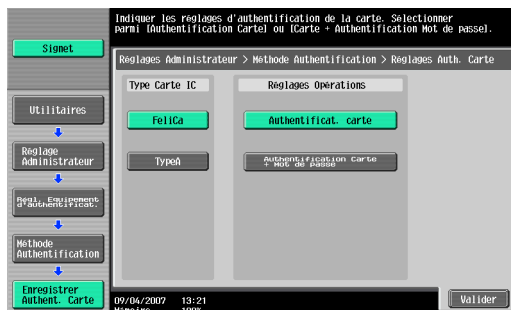 Indiquer les réglages d'authentification de la carte. Sélectionner
parmi [Authentification Carte] ou [Carte + Authentification Mot de passe].
Signet
Réglages Administrateur > Méthode Authentification > Réglages Auth. Carte
Type Carte IC
Réglages Opérations
Utilitaires
FeliCa
Authentificat. carte
Réglage
Administrateur
TypeA
Authentification Carte
+ Mot de passe
Régl. Equipement
d'authentificat.
Méthode
Authentification
Enregistrer
Authent. Carte
09/04/2007 13:21
Valider
Mémoire 100%